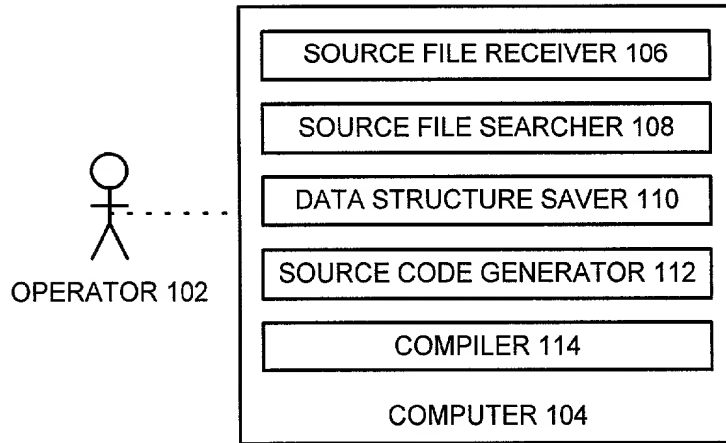 SOURCE FILE RECEIVER 106
SOURCE FILE SEARCHER 108
DATA STRUCTURE SAVER 110
SOURCE CODE GENERATOR 112
COMPILER 114
COMPUTER 104
OPERATOR 102